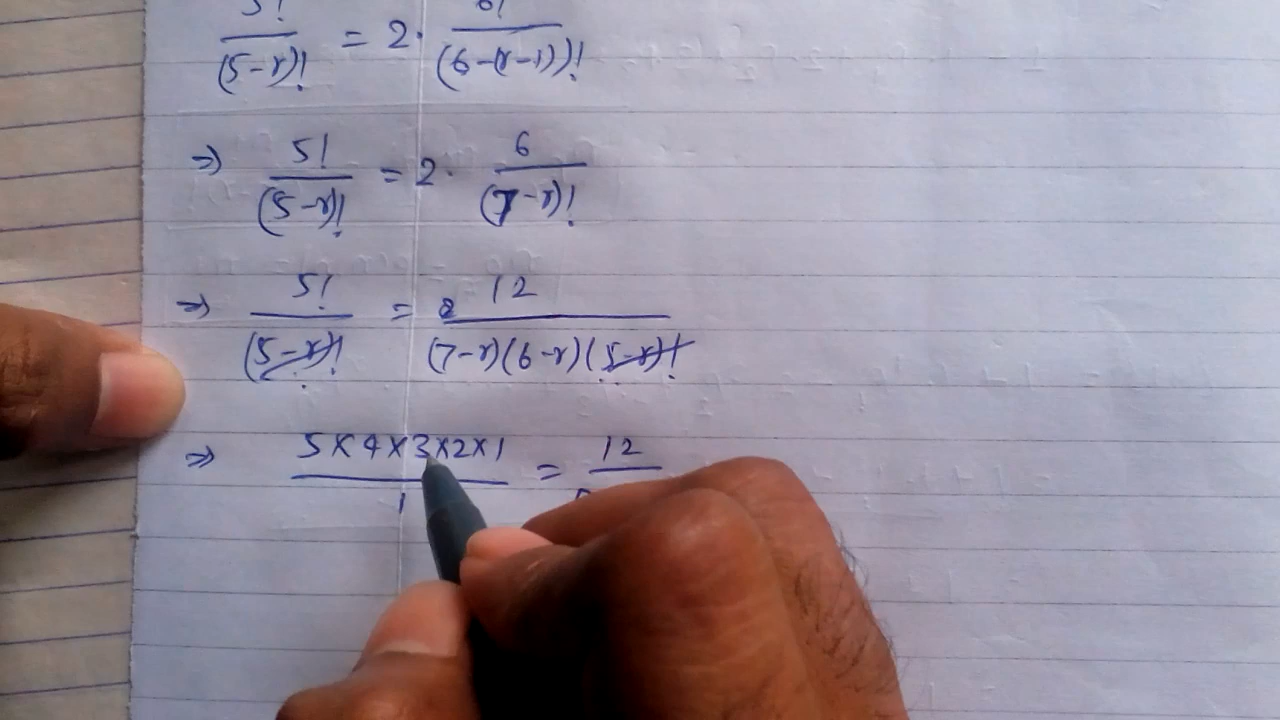 5! / (5-r)! = 2. 6! / (6-(r-1))!
⇒ 5! / (5-r)! = 2. 6 / (7-r)!
⇒ 5! / (5-r)! = 12 / (7-r)(6-r)(5-r)!
⇒ 5×4×3×2×1 / 1 = 12